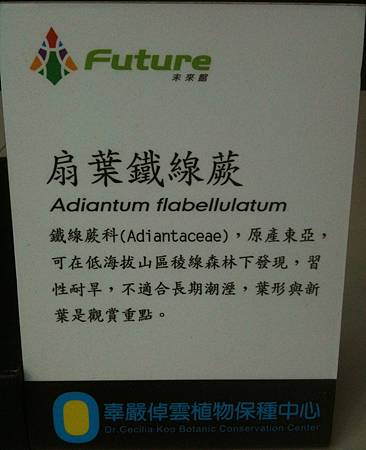 Future
未來館
扇葉鐵線蕨
Adiantum flabellulatum
鐵線蕨科(Adiantaceae)，原產東亞，
可在低海拔山區稜線森林下發現，習
性耐旱，不適合長期潮溼，葉形與新
葉是觀賞重點。
辜嚴倬雲植物保種中心
Dr.Cecilia Koo Botanic Conservation Center